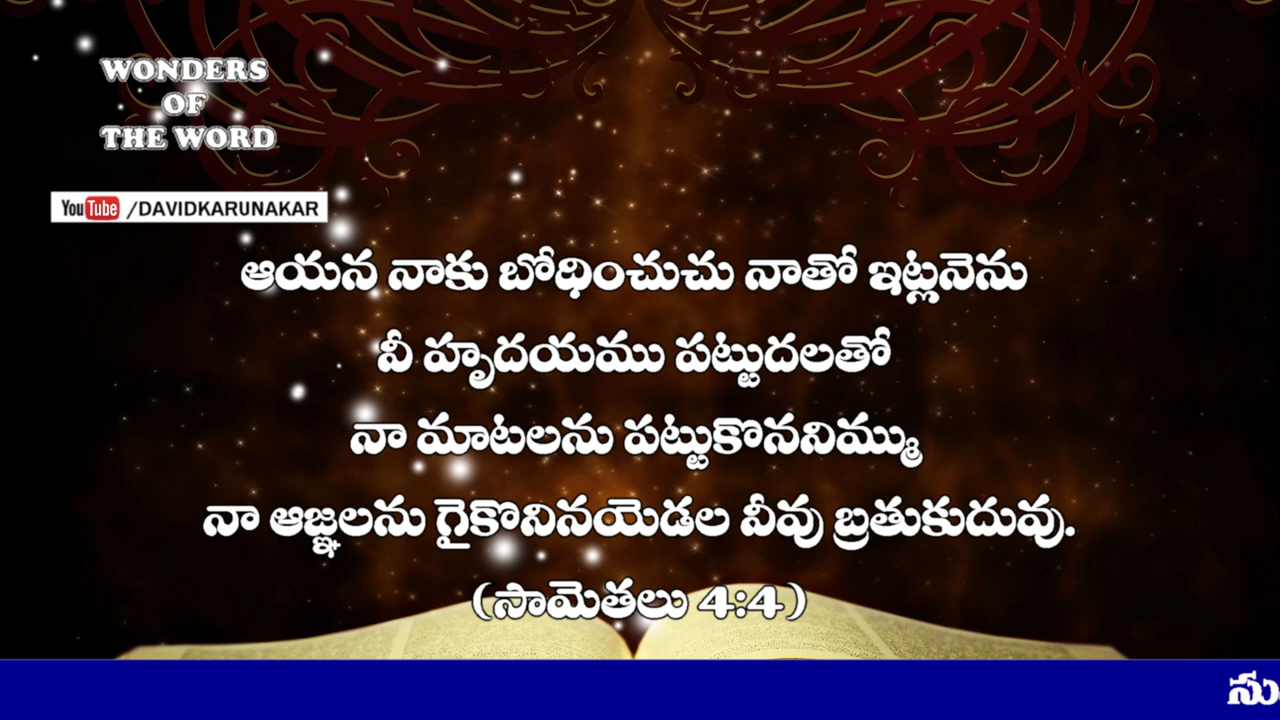 WONDERS
OF
THE WORD
YouTube /DAVIDKARUNAKAR
ఆయన నాకు బోధించుచు నాతో ఇట్లనెను
నీ హృదయము పట్టుదలతో
నా మాటలను పట్టుకొననిమ్ము
నా ఆజ్ఞలను గైకొనినయెడల నీవు బ్రతుకుదువు.
(సామెతలు 4:4)